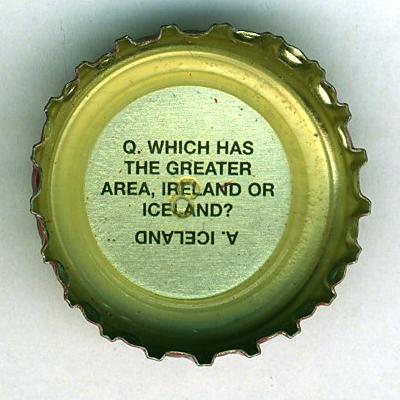 Q. WHICH HAS
THE GREATER
AREA, IRELAND OR
ICELAND?
A. ICELAND